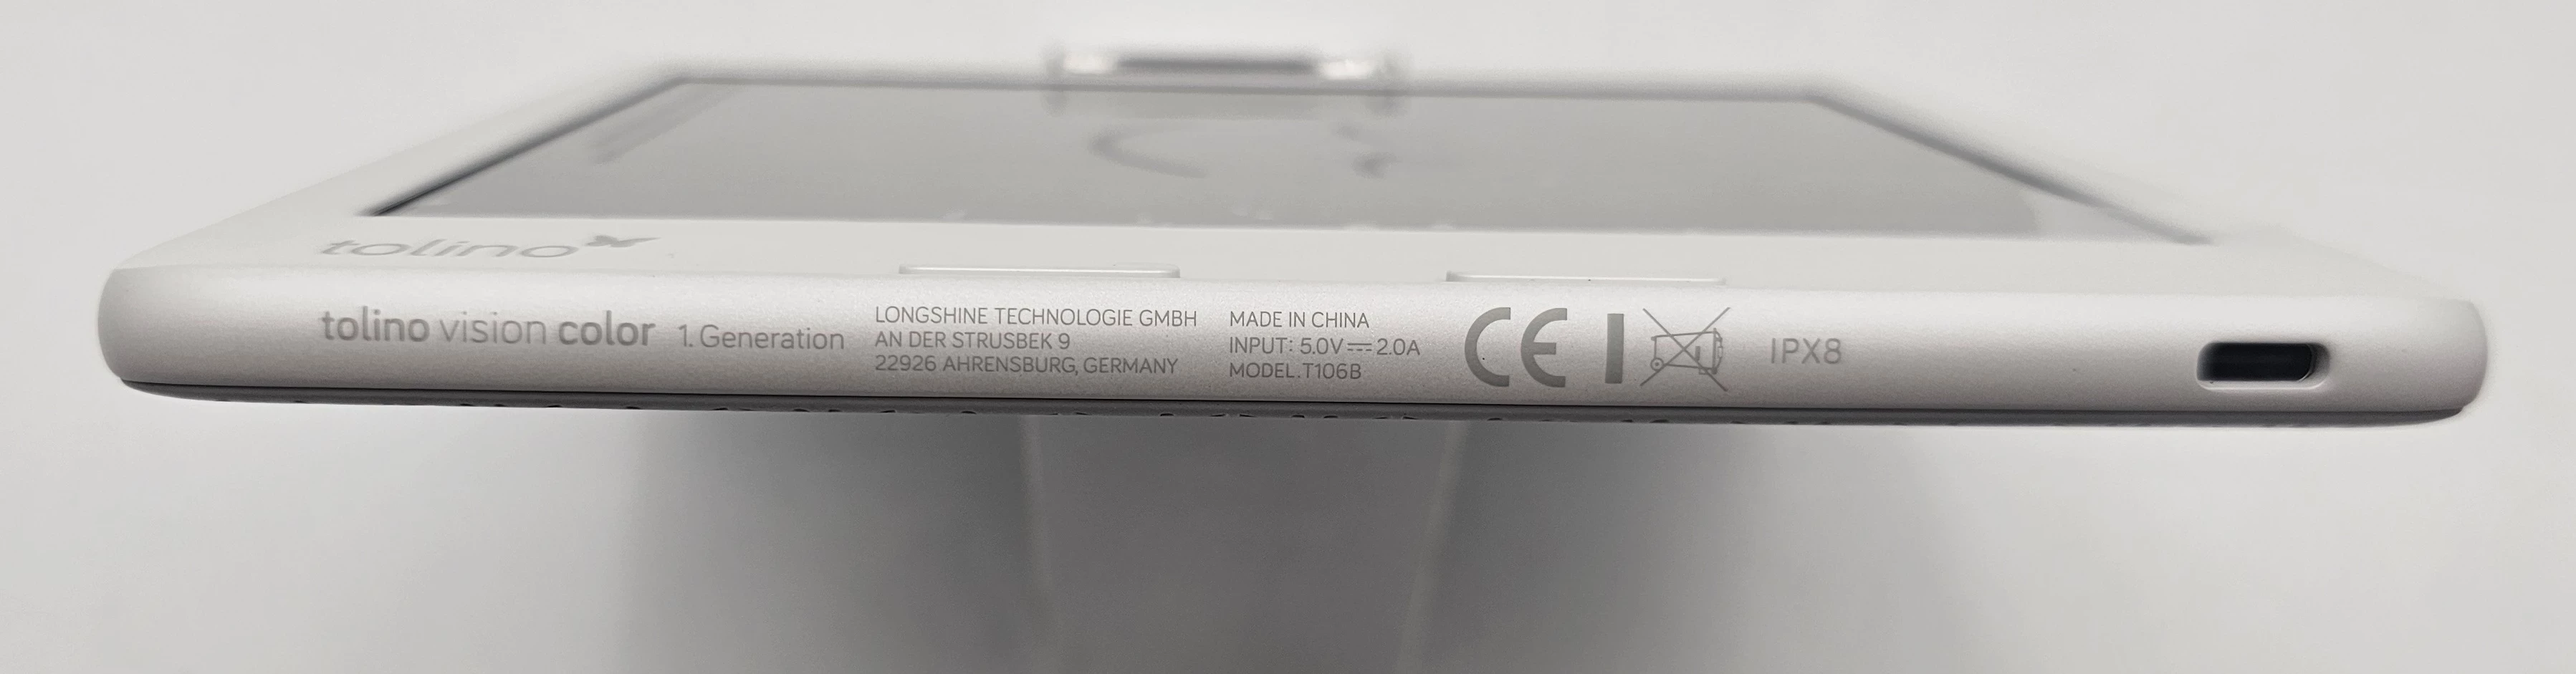 tolino
tolino vision color 1. Generation
LONGSHINE TECHNOLOGIE GMBH
AN DER STRUSBEK 9
22926 AHRENSBURG, GERMANY
MADE IN CHINA
INPUT: 5.0V⎓2.0A
MODEL.T106B
CE
IPX8